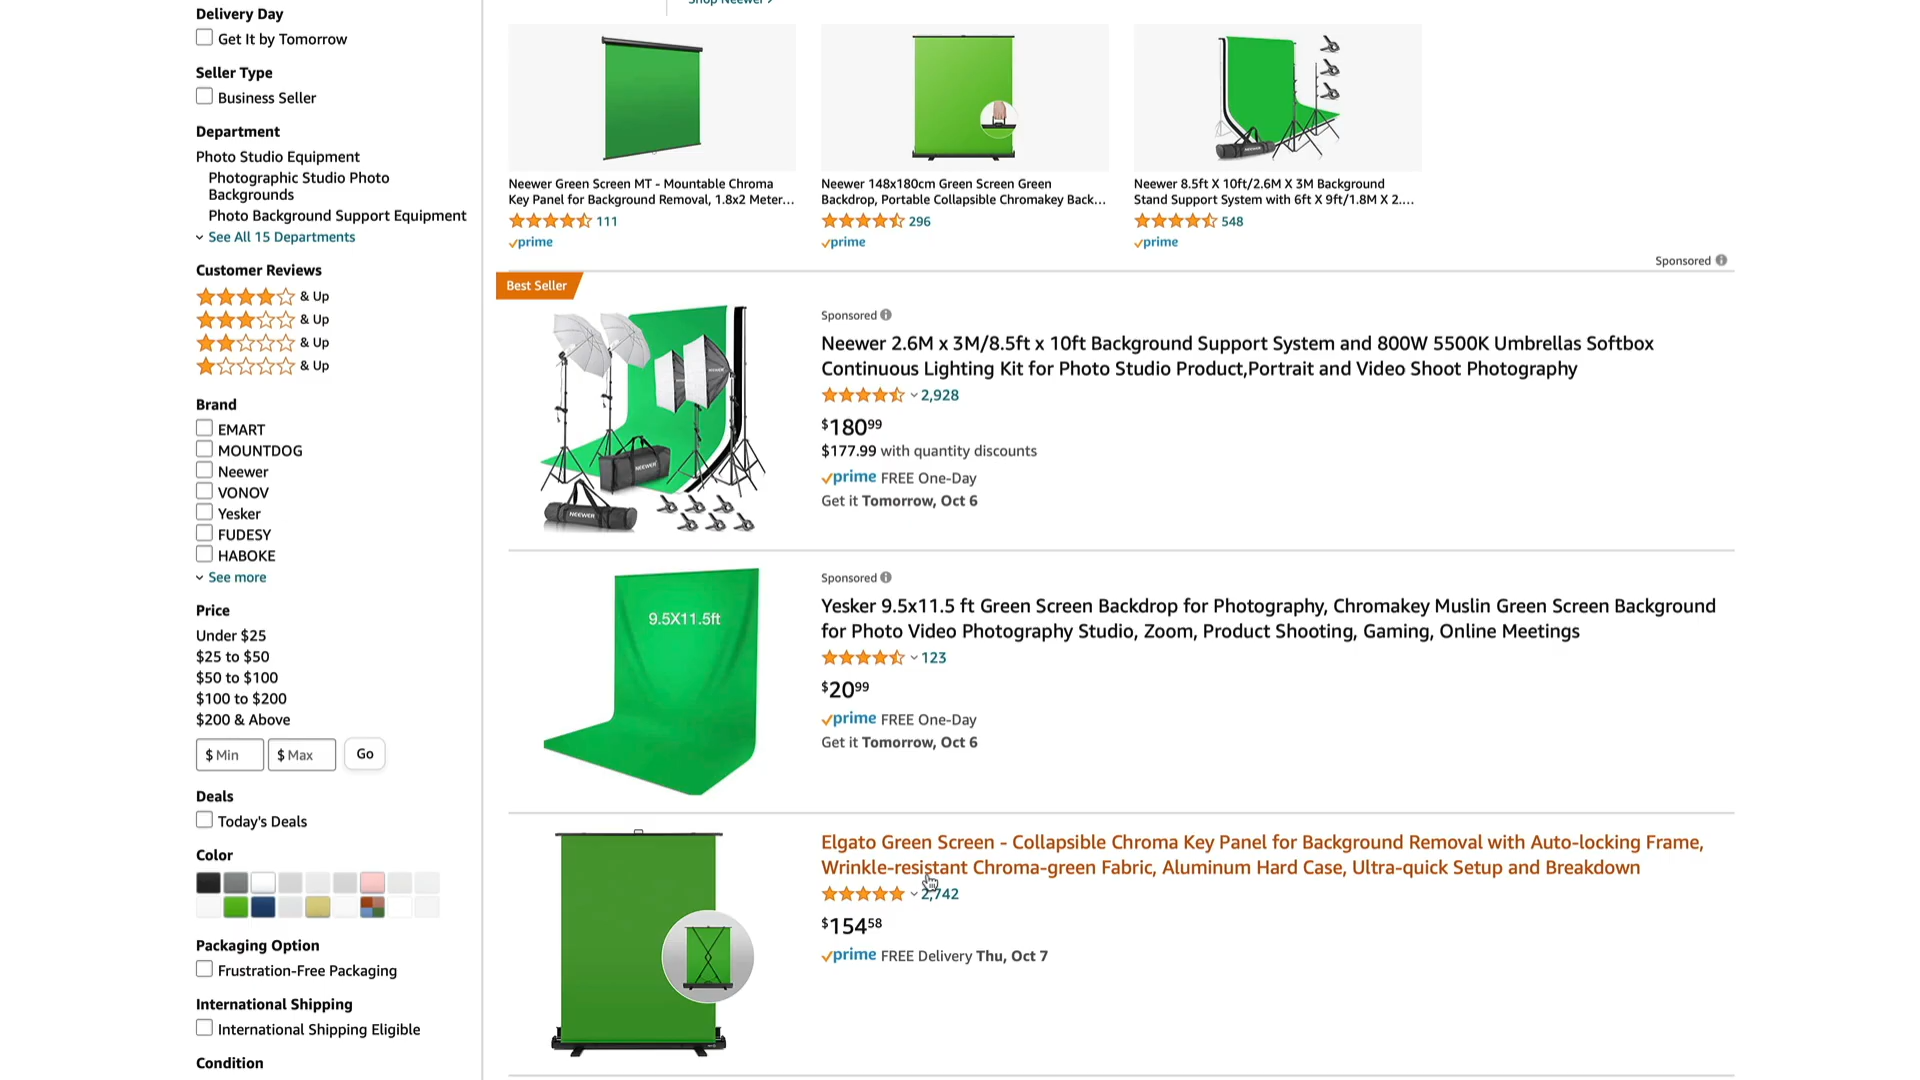 Shop Neewer ›
Delivery Day
Get It by Tomorrow
Seller Type
Business Seller
Department
Photo Studio Equipment
Photographic Studio Photo
Backgrounds
Photo Background Support Equipment
See All 15 Departments
Customer Reviews
& Up
& Up
& Up
& Up
Brand
EMART
MOUNTDOG
Neewer
VONOV
Yesker
FUDESY
HABOKE
See more
Price
Under $25
$25 to $50
$50 to $100
$100 to $200
$200 & Above
$ Min
$ Max
Go
Deals
Today's Deals
Color
Packaging Option
Frustration-Free Packaging
International Shipping
International Shipping Eligible
Condition
Neewer Green Screen MT - Mountable Chroma
Key Panel for Background Removal, 1.8x2 Meter...
111
prime
Neewer 148x180cm Green Screen Green
Backdrop, Portable Collapsible Chromakey Back...
296
prime
NEEWER
Neewer 8.5ft X 10ft/2.6M X 3M Background
Stand Support System with 6ft X 9ft/1.8M X 2....
548
prime
Sponsored
Best Seller
NEEWER
NEEWER
Sponsored
Neewer 2.6M x 3M/8.5ft x 10ft Background Support System and 800W 5500K Umbrellas Softbox
Continuous Lighting Kit for Photo Studio Product,Portrait and Video Shoot Photography
2,928
$18099
$177.99 with quantity discounts
prime FREE One-Day
Get it Tomorrow, Oct 6
9.5X11.5ft
Sponsored
Yesker 9.5x11.5 ft Green Screen Backdrop for Photography, Chromakey Muslin Green Screen Background
for Photo Video Photography Studio, Zoom, Product Shooting, Gaming, Online Meetings
123
$2099
prime FREE One-Day
Get it Tomorrow, Oct 6
Elgato Green Screen - Collapsible Chroma Key Panel for Background Removal with Auto-locking Frame,
Wrinkle-resistant Chroma-green Fabric, Aluminum Hard Case, Ultra-quick Setup and Breakdown
2,742
$15458
prime FREE Delivery Thu, Oct 7